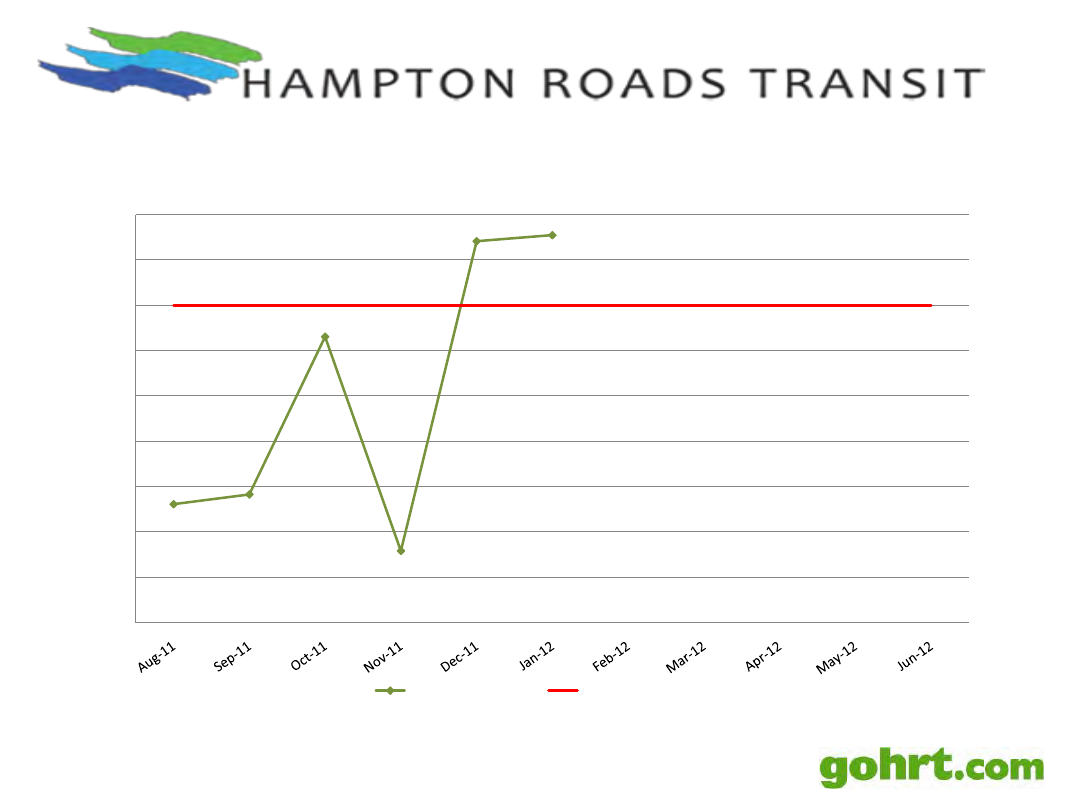 HAMPTON ROADS TRANSIT
Aug-11 Sep-11 Oct-11 Nov-11 Dec-11 Jan-12 Feb-12 Mar-12 Apr-12 May-12 Jun-12
gohrt.com